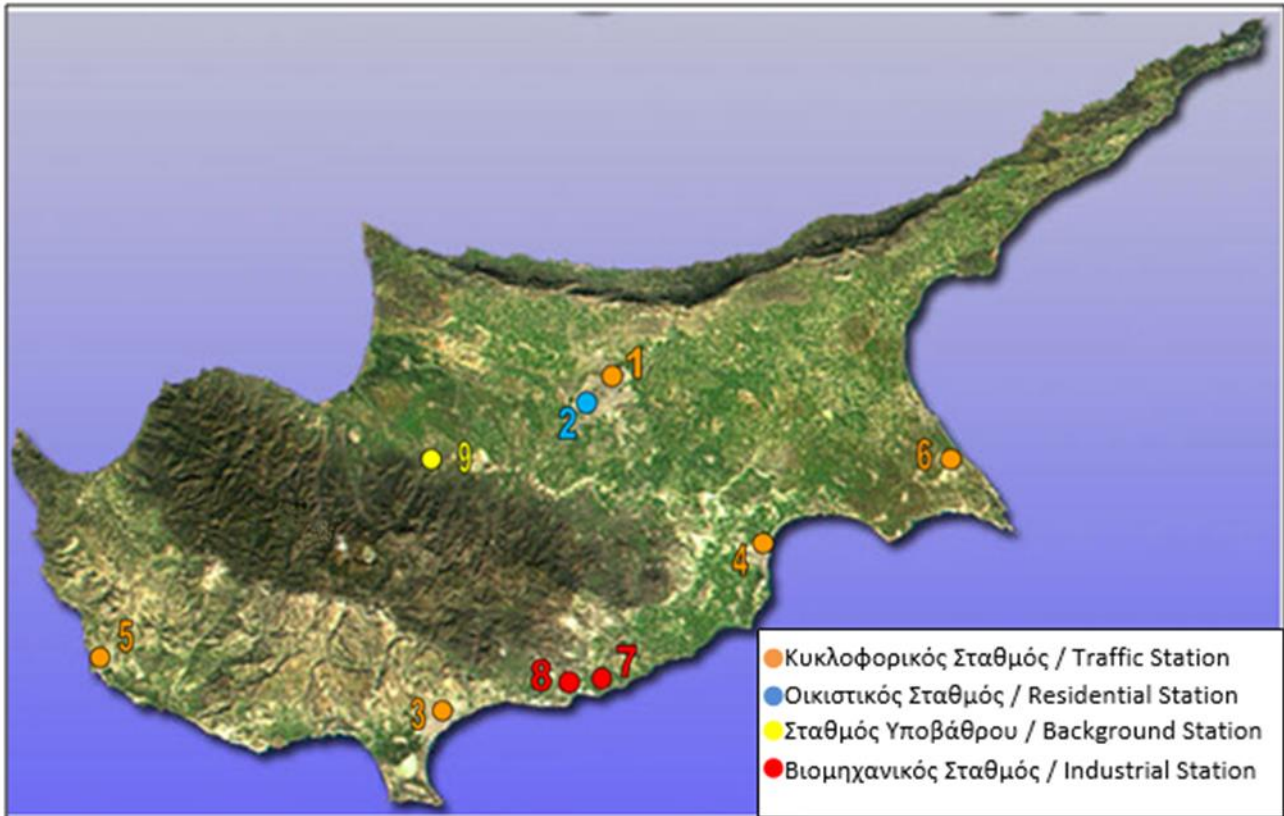 1
2
9
6
4
5
7
8
3
Κυκλοφορικός Σταθμός / Traffic Station
Οικιστικός Σταθμός / Residential Station
Σταθμός Υποβάθρου / Background Station
Βιομηχανικός Σταθμός / Industrial Station